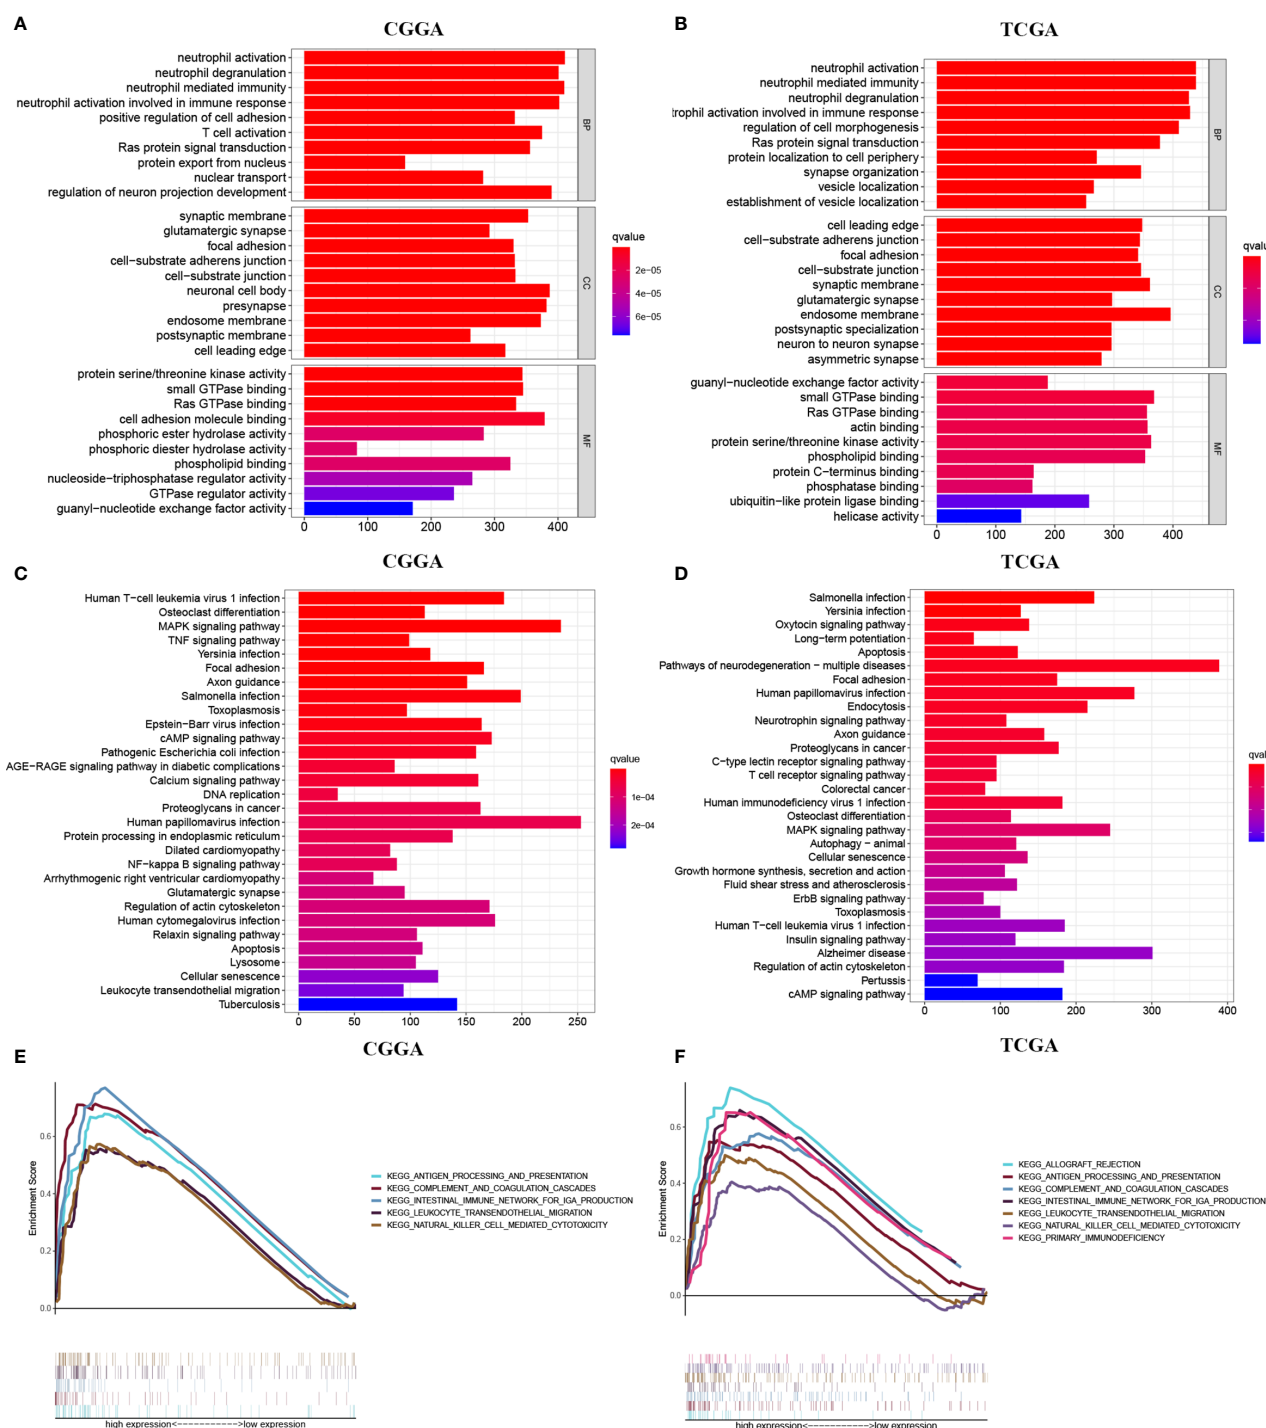 A
CGGA
neutrophil activation
neutrophil degranulation
neutrophil mediated immunity
neutrophil activation involved in immune response
positive regulation of cell adhesion
T cell activation
Ras protein signal transduction
protein export from nucleus
nuclear transport
regulation of neuron projection development
BP
synaptic membrane
glutamatergic synapse
focal adhesion
cell-substrate adherens junction
cell-substrate junction
neuronal cell body
presynapse
endosome membrane
postsynaptic membrane
cell leading edge
CC
protein serine/threonine kinase activity
small GTPase binding
Ras GTPase binding
cell adhesion molecule binding
phosphoric ester hydrolase activity
phosphoric diester hydrolase activity
phospholipid binding
nucleoside-triphosphatase regulator activity
GTPase regulator activity
guanyl-nucleotide exchange factor activity
MF
0 100 200 300 400
qvalue
2e-05
4e-05
6e-05
B
TCGA
neutrophil activation
neutrophil mediated immunity
neutrophil degranulation
trophil activation involved in immune response
regulation of cell morphogenesis
Ras protein signal transduction
protein localization to cell periphery
synapse organization
vesicle localization
establishment of vesicle localization
BP
cell leading edge
cell-substrate adherens junction
focal adhesion
cell-substrate junction
synaptic membrane
glutamatergic synapse
endosome membrane
postsynaptic specialization
neuron to neuron synapse
asymmetric synapse
CC
guanyl-nucleotide exchange factor activity
small GTPase binding
Ras GTPase binding
actin binding
protein serine/threonine kinase activity
phospholipid binding
protein C-terminus binding
phosphatase binding
ubiquitin-like protein ligase binding
helicase activity
MF
0 100 200 300 400
qvalu
C
CGGA
Human T-cell leukemia virus 1 infection
Osteoclast differentiation
MAPK signaling pathway
TNF signaling pathway
Yersinia infection
Focal adhesion
Axon guidance
Salmonella infection
Toxoplasmosis
Epstein-Barr virus infection
cAMP signaling pathway
Pathogenic Escherichia coli infection
AGE-RAGE signaling pathway in diabetic complications
Calcium signaling pathway
DNA replication
Proteoglycans in cancer
Human papillomavirus infection
Protein processing in endoplasmic reticulum
Dilated cardiomyopathy
NF-kappa B signaling pathway
Arrhythmogenic right ventricular cardiomyopathy
Glutamatergic synapse
Regulation of actin cytoskeleton
Human cytomegalovirus infection
Relaxin signaling pathway
Apoptosis
Lysosome
Cellular senescence
Leukocyte transendothelial migration
Tuberculosis
0 50 100 150 200 250
qvalue
1e-04
2e-04
D
TCGA
Salmonella infection
Yersinia infection
Oxytocin signaling pathway
Long-term potentiation
Apoptosis
Pathways of neurodegeneration - multiple diseases
Focal adhesion
Human papillomavirus infection
Endocytosis
Neurotrophin signaling pathway
Axon guidance
Proteoglycans in cancer
C-type lectin receptor signaling pathway
T cell receptor signaling pathway
Colorectal cancer
Human immunodeficiency virus 1 infection
Osteoclast differentiation
MAPK signaling pathway
Autophagy - animal
Cellular senescence
Growth hormone synthesis, secretion and action
Fluid shear stress and atherosclerosis
ErbB signaling pathway
Toxoplasmosis
Human T-cell leukemia virus 1 infection
Insulin signaling pathway
Alzheimer disease
Regulation of actin cytoskeleton
Pertussis
cAMP signaling pathway
0 100 200 300 400
qval
E
CGGA
Enrichment Score
0.6
0.4
0.2
0.0
KEGG_ANTIGEN_PROCESSING_AND_PRESENTATION
KEGG_COMPLEMENT_AND_COAGULATION_CASCADES
KEGG_INTESTINAL_IMMUNE_NETWORK_FOR_IGA_PRODUCTION
KEGG_LEUKOCYTE_TRANSENDOTHELIAL_MIGRATION
KEGG_NATURAL_KILLER_CELL_MEDIATED_CYTOTOXICITY
high expression<----------->low expression
F
TCGA
Enrichment Score
0.6
0.4
0.2
0.0
KEGG_ALLOGRAFT_REJECTION
KEGG_ANTIGEN_PROCESSING_AND_PRESENTATION
KEGG_COMPLEMENT_AND_COAGULATION_CASCADES
KEGG_INTESTINAL_IMMUNE_NETWORK_FOR_IGA_PRODUCTION
KEGG_LEUKOCYTE_TRANSENDOTHELIAL_MIGRATION
KEGG_NATURAL_KILLER_CELL_MEDIATED_CYTOTOXICITY
KEGG_PRIMARY_IMMUNODEFICIENCY
high expression<----------->low expression